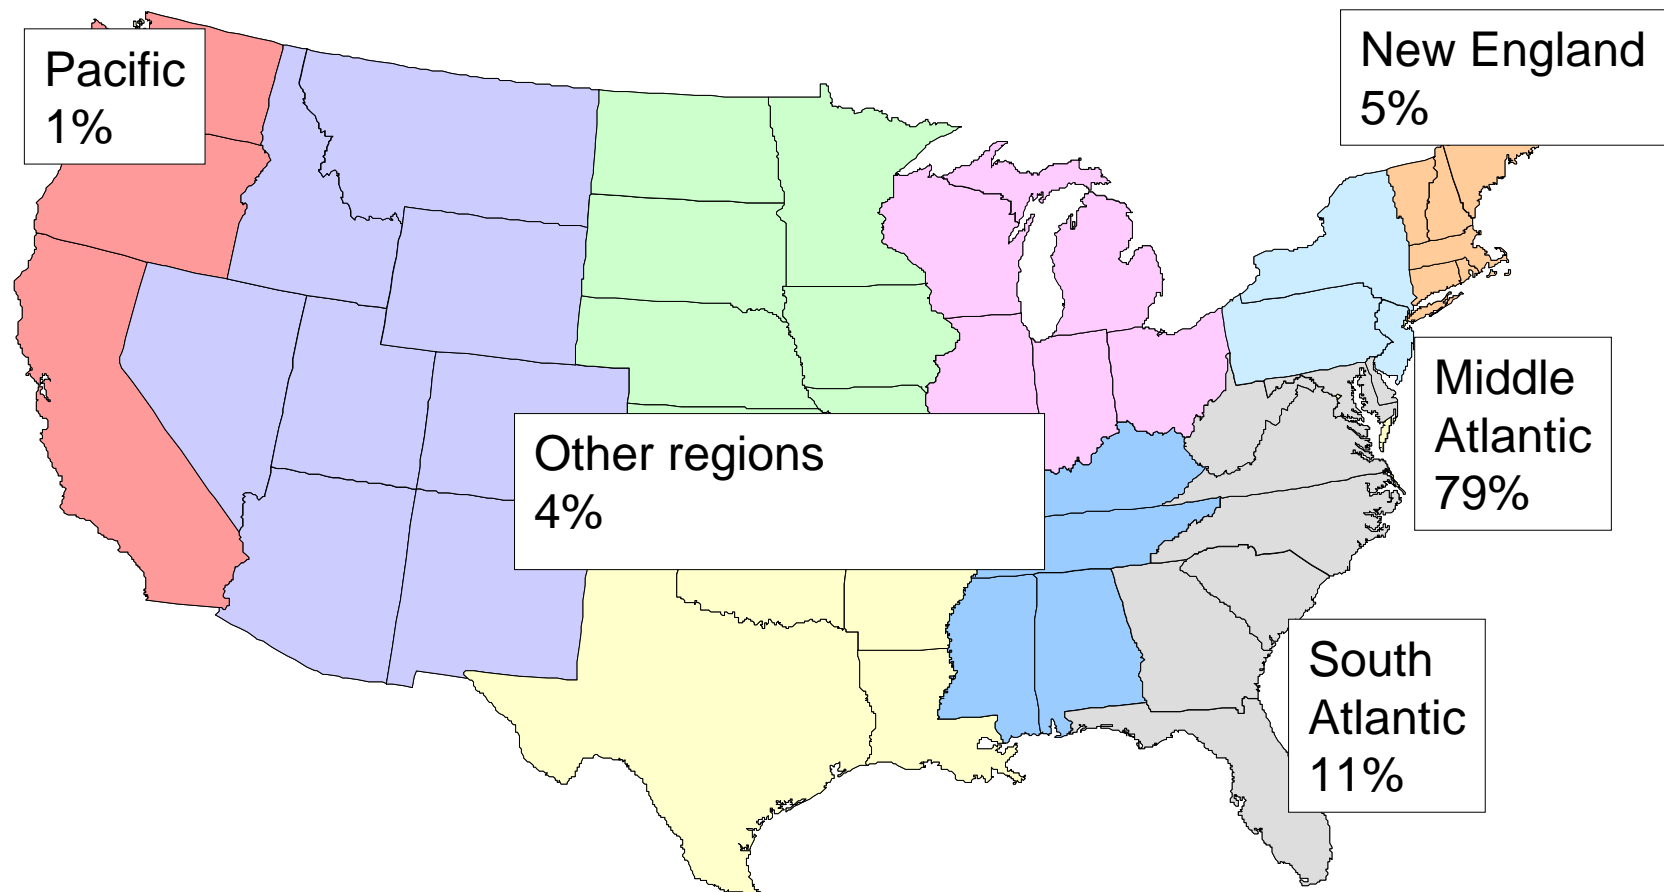 Pacific
1%
New England
5%
Middle
Atlantic
79%
Other regions
4%
South
Atlantic
11%